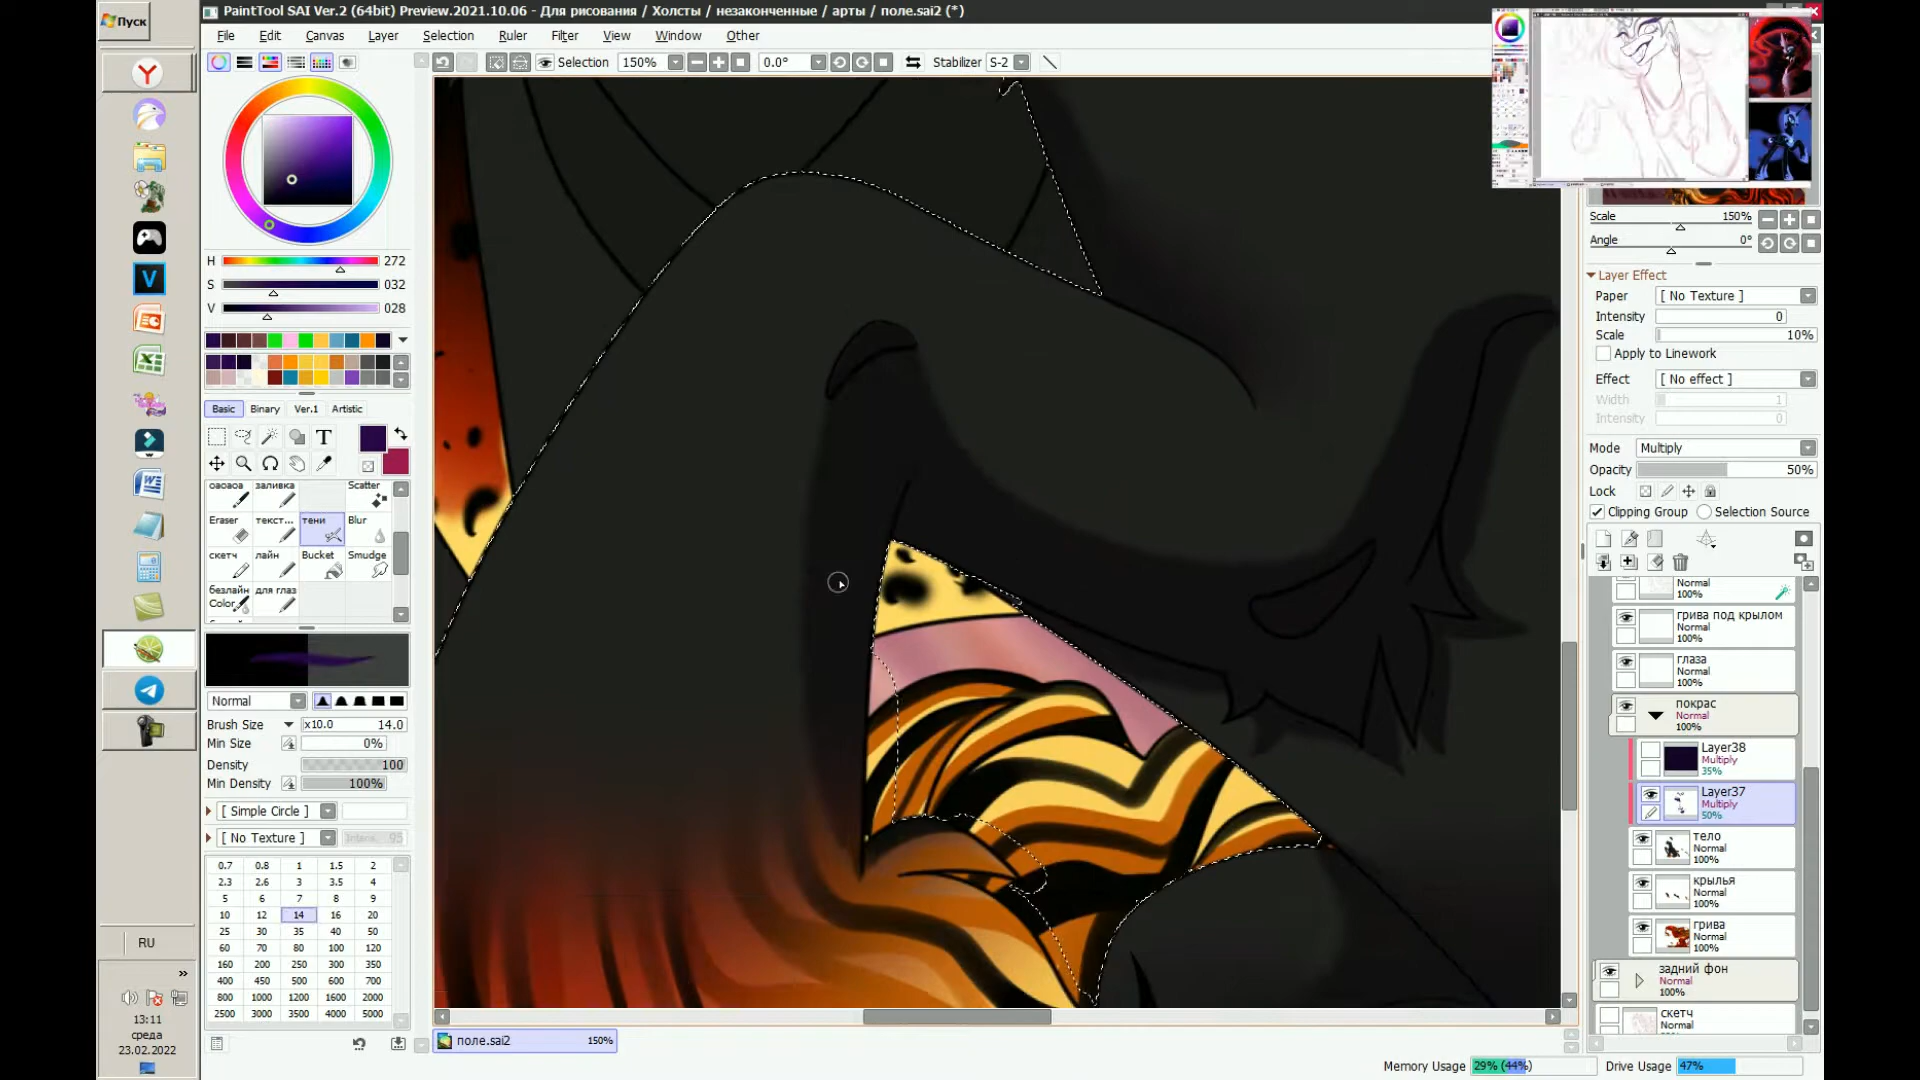 Пуск
PaintTool SAI Ver.2 (64bit) Preview.2021.10.06 - Для рисования / Холсты / незаконченные / арты / поле.sai2 (*)
File Edit Canvas Layer Selection Ruler Filter View Window Other
Selection 150% 0.0° Stabilizer S-2
H 272
S 032
V 028
Basic Binary Ver.1 Artistic
T
оаоаоа заливка Scatter
Eraser текст... тени Blur
скетч лайн Bucket Smudge
безлайн для глаз
Color
Normal
Brush Size x10.0 14.0
Min Size 0%
Density 100
Min Density 100%
[ Simple Circle ]
[ No Texture ] 95
0.7 0.8 1 1.5 2
2.3 2.6 3 3.5 4
5 6 7 8 9
10 12 14 16 20
25 30 35 40 50
60 70 80 100 120
160 200 250 300 350
400 450 500 600 700
800 1000 1200 1600 2000
2500 3000 3500 4000 5000
RU
13:11
среда
23.02.2022
поле.sai2 150%
Scale 150%
Angle 0°
Layer Effect
Paper [ No Texture ]
Intensity 0
Scale 10%
Apply to Linework
Effect [ No effect ]
Width 1
Intensity 0
Mode Multiply
Opacity 50%
Lock
Clipping Group Selection Source
Normal
100%
грива под крылом
Normal
100%
глаза
Normal
100%
покрас
Normal
100%
Layer38
Multiply
35%
Layer37
Multiply
50%
тело
Normal
100%
крылья
Normal
100%
грива
Normal
100%
задний фон
Normal
100%
скетч
Normal
Memory Usage 29% (44%) Drive Usage 47%